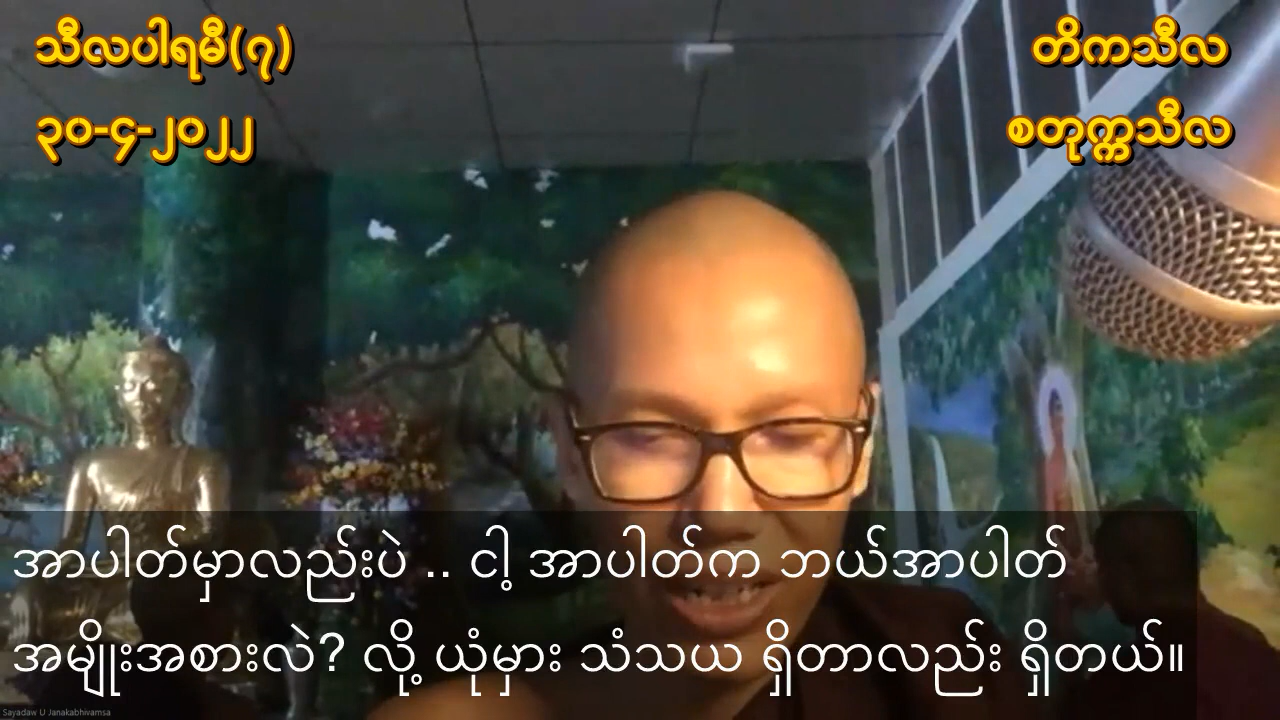 သီလပါရမီ(၇)
၃၀-၄-၂၀၂၂
တိကသီလ
စတုက္ကသီလ
အာပါတ်မှာလည်းပဲ .. ငါ့ အာပါတ်က ဘယ်အာပါတ်
အမျိုးအစားလဲ? လို့ ယုံမှား သံသယ ရှိတာလည်း ရှိတယ်။
Sayadaw U Janakabhivamsa